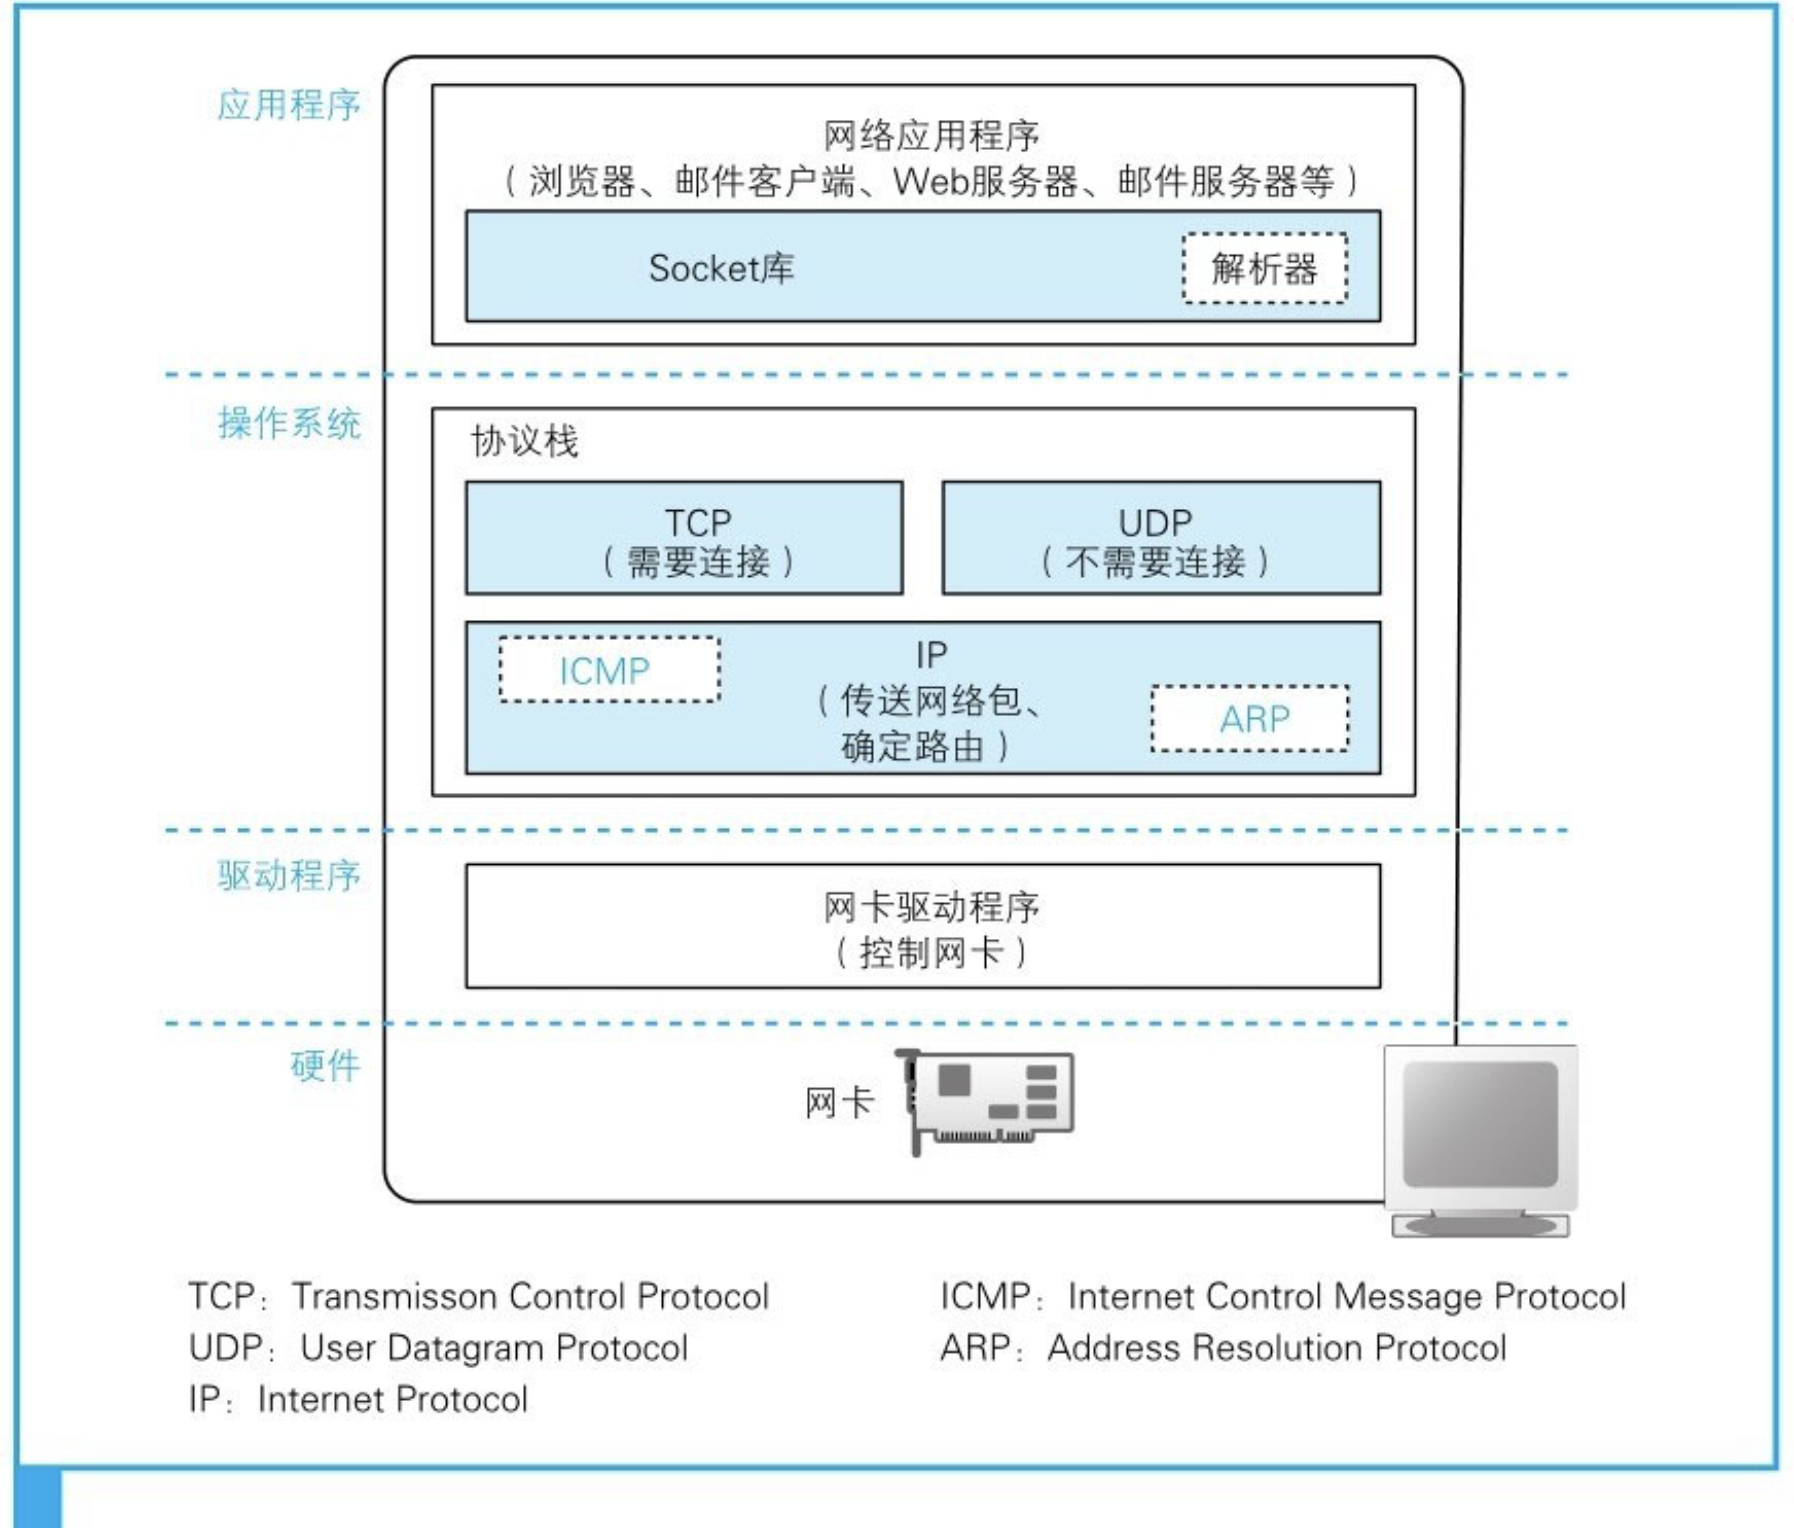 应用程序
网络应用程序
（浏览器、邮件客户端、Web服务器、邮件服务器等）
Socket库
解析器
操作系统
协议栈
TCP
（需要连接）
UDP
（不需要连接）
ICMP
IP
（传送网络包、
确定路由）
ARP
驱动程序
网卡驱动程序
（控制网卡）
硬件
网卡
TCP：Transmisson Control Protocol
UDP：User Datagram Protocol
IP：Internet Protocol
ICMP：Internet Control Message Protocol
ARP：Address Resolution Protocol